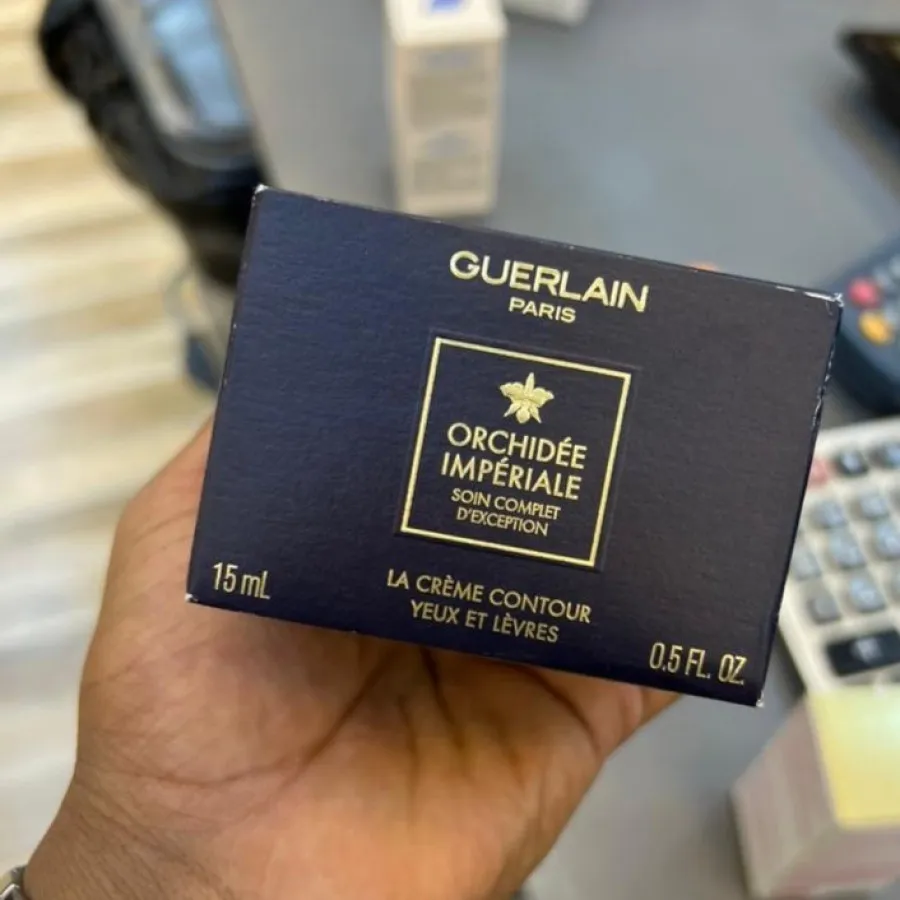 GUERLAIN
PARIS
ORCHIDÉE
IMPÉRIALE
SOIN COMPLET
D'EXCEPTION
LA CRÈME CONTOUR
YEUX ET LÈVRES
15 mL
0.5 FL. OZ.